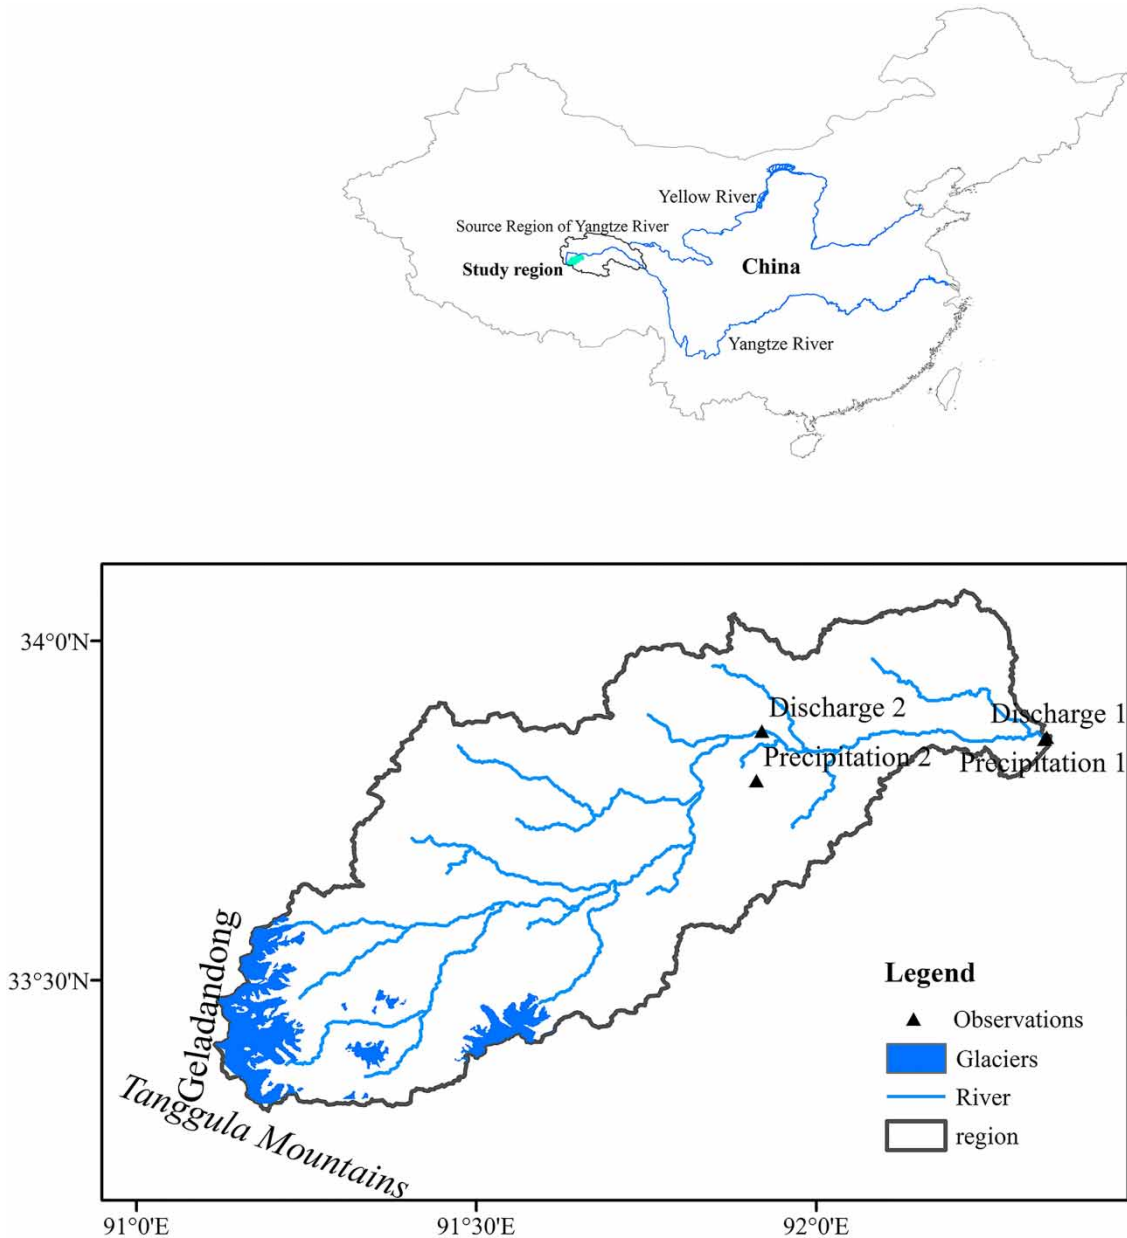 Yellow River
Source Region of Yangtze River
Study region
China
Yangtze River
34°0'N
Discharge 2
Discharge 1
Precipitation 2
Precipitation 1
Geladandong
33°30'N
Legend
Observations
Glaciers
River
region
Tanggula Mountains
91°0'E
91°30'E
92°0'E